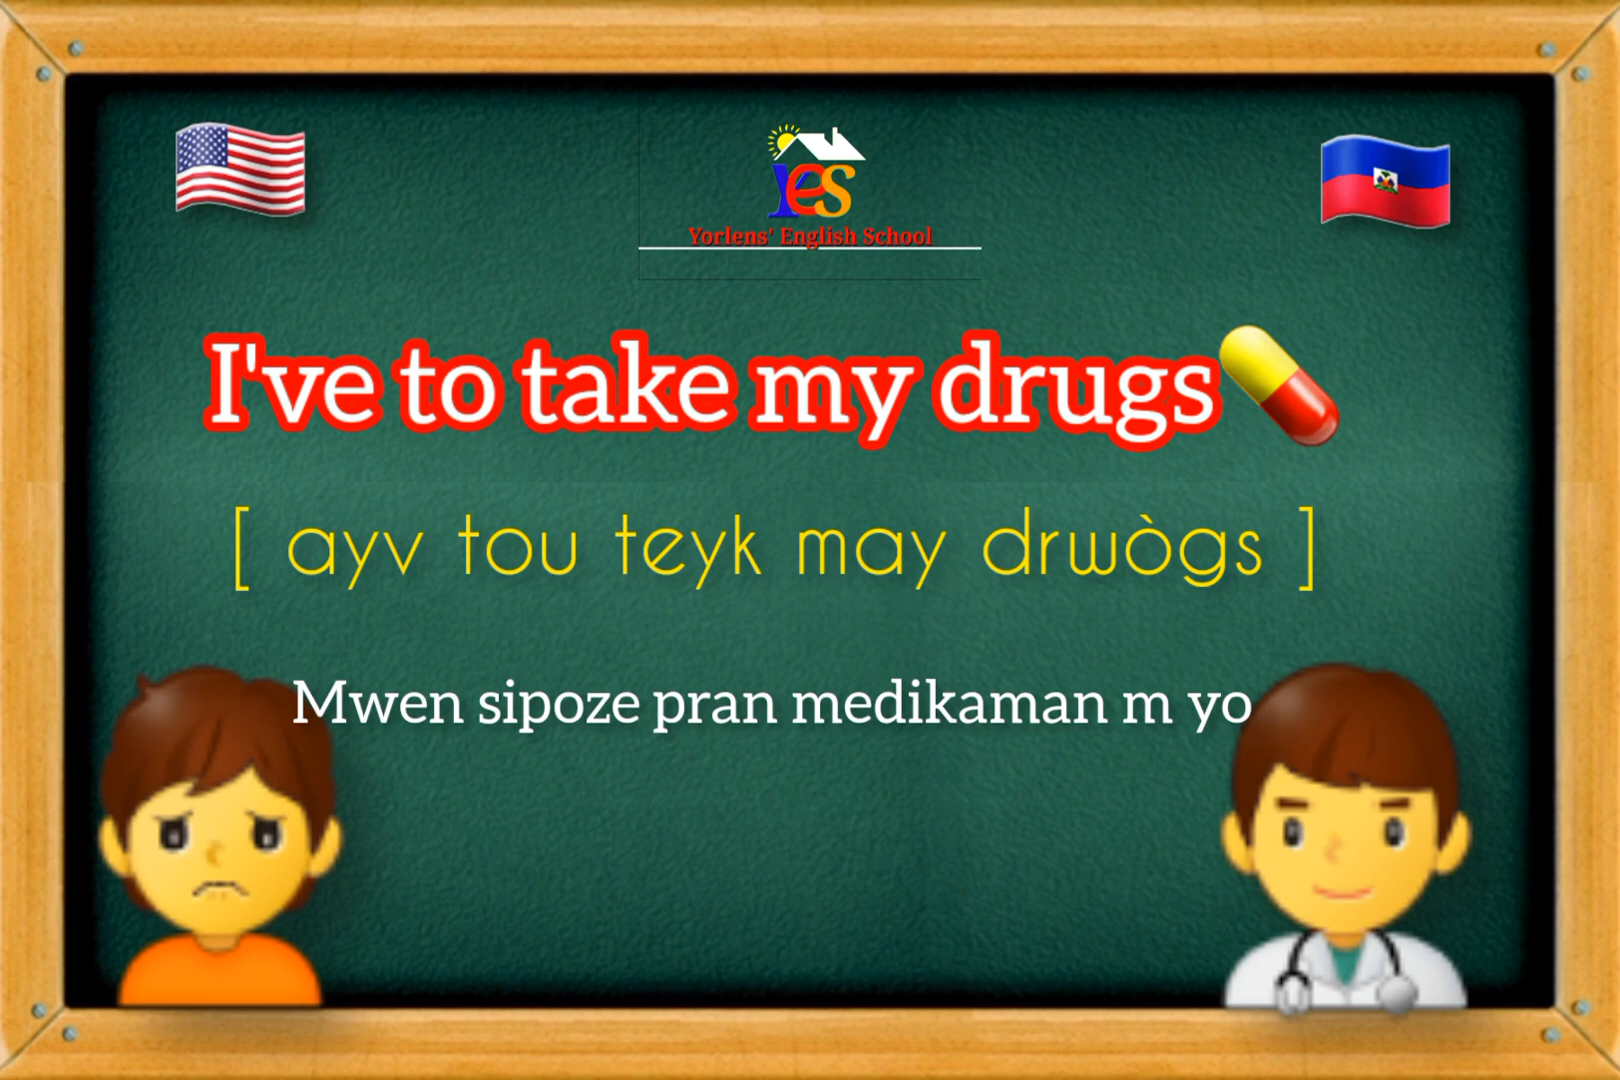 Yes
Yorlens' English School
I've to take my drugs
[ ayv tou teyk may drwògs ]
Mwen sipoze pran medikaman m yo